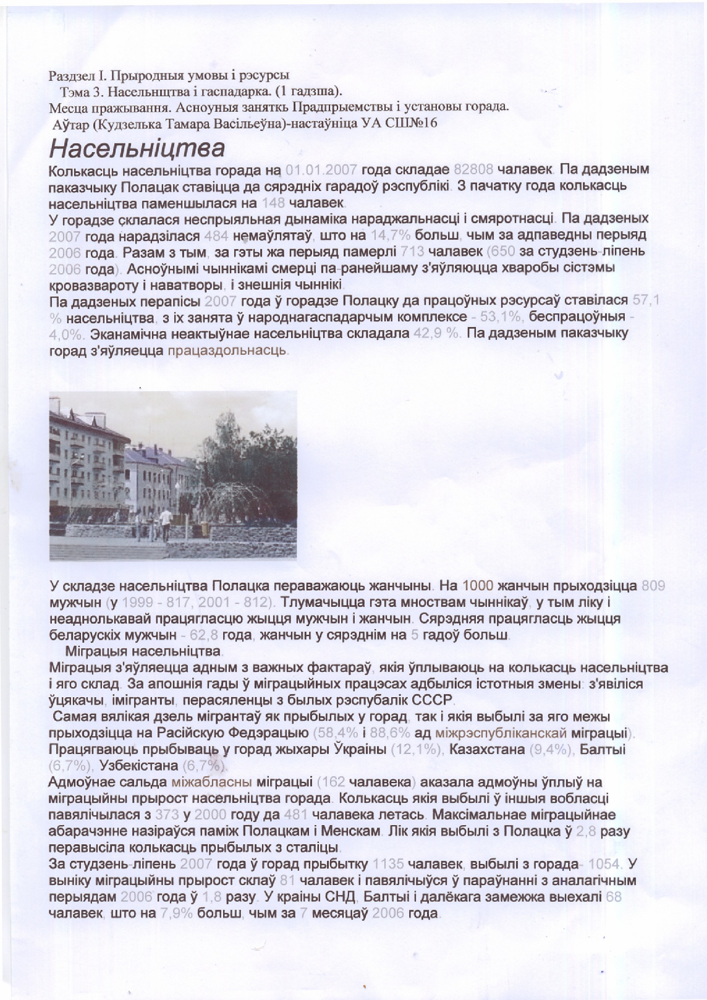 Раздзел I. Прыродныя умовы і рэсурсы
Тэма 3. Насельнщтва і гаспадарка. (1 гадзша).
Месца пражывання. Асноуныя заняткь Прадпрыемствы і установы горада.
Аўтар (Кудзелька Тамара Васільеўна)-настаўніца УА СШ№16
Насельніцтва
Колькасць насельніцтва горада на 01.01.2007 года складае 82808 чалавек. Па дадзеным
паказчыку Полацак ставіцца да сярэдніх гарадоў рэспублікі. З пачатку года колькасць
насельніцтва паменшылася на 148 чалавек.
У горадзе склалася неспрыяльная дынаміка нараджальнасці і смяротнасці. Па дадзеных
2007 года нарадзілася 484 немаўлятаў, што на 14,7% больш, чым за адпаведны перыяд
2006 года. Разам з тым, за гэты жа перыяд памерлі 713 чалавек (650 за студзень-ліпень
2006 года). Асноўнымі чыннікамі смерці па-ранейшаму з'яўляюцца хваробы сістэмы
кровазвароту і наватворы, і знешнія чыннікі.
Па дадзеных перапісы 2007 года ў горадзе Полацку да працоўных рэсурсаў ставілася 57,1
% насельніцтва, з іх занята ў народнагаспадарчым комплексе - 53,1%, беспрацоўныя -
4,0%. Эканамічна неактыўнае насельніцтва складала 42,9 %. Па дадзеным паказчыку
горад з'яўляецца працаздольнасць.
У складзе насельніцтва Полацка пераважаюць жанчыны. На 1000 жанчын прыходзіцца 809
мужчын (у 1999 - 817, 2001 - 812). Тлумачыцца гэта мноствам чыннікаў, у тым ліку і
неаднолькавай працягласцю жыцця мужчын і жанчын. Сярэдняя працягласць жыцця
беларускіх мужчын - 62,8 года, жанчын у сярэднім на 5 гадоў больш.
Міграцыя насельніцтва.
Міграцыя з'яўляецца адным з важных фактараў, якія ўплываюць на колькасць насельніцтва
і яго склад. За апошнія гады ў міграцыйных працэсах адбыліся істотныя змены: з'явіліся
ўцякачы, імігранты, перасяленцы з былых рэспубалік СССР.
Самая вялікая дзель мігрантаў як прыбылых у горад, так і якія выбылі за яго межы
прыходзіцца на Расійскую Федэрацыю (58,4% і 88,6% ад міжрэспубліканскай міграцыі).
Працягваюць прыбываць у горад жыхары Ўкраіны (12,1%), Казахстана (9,4%), Балтыі
(6,7%), Узбекістана (6,7%).
Адмоўнае сальда міжабласны міграцыі (162 чалавека) аказала адмоўны ўплыў на
міграцыйны прырост насельніцтва горада. Колькасць якія выбылі ў іншыя вобласці
павялічылася з 373 у 2000 году да 481 чалавека летась. Максімальнае міграцыйнае
абарачэнне назіраўся паміж Полацкам і Менскам. Лік якія выбылі з Полацка ў 2,8 разу
перавысіла колькасць прыбылых з сталіцы.
За студзень-ліпень 2007 года ў горад прыбытку 1135 чалавек, выбылі з горада- 1054. У
выніку міграцыйны прырост склаў 81 чалавек і павялічыўся ў параўнанні з аналагічным
перыядам 2006 года ў 1,8 разу. У краіны СНД, Балтыі і далёкага замежжа выехалі 68
чалавек, што на 7,9% больш, чым за 7 месяцаў 2006 года.